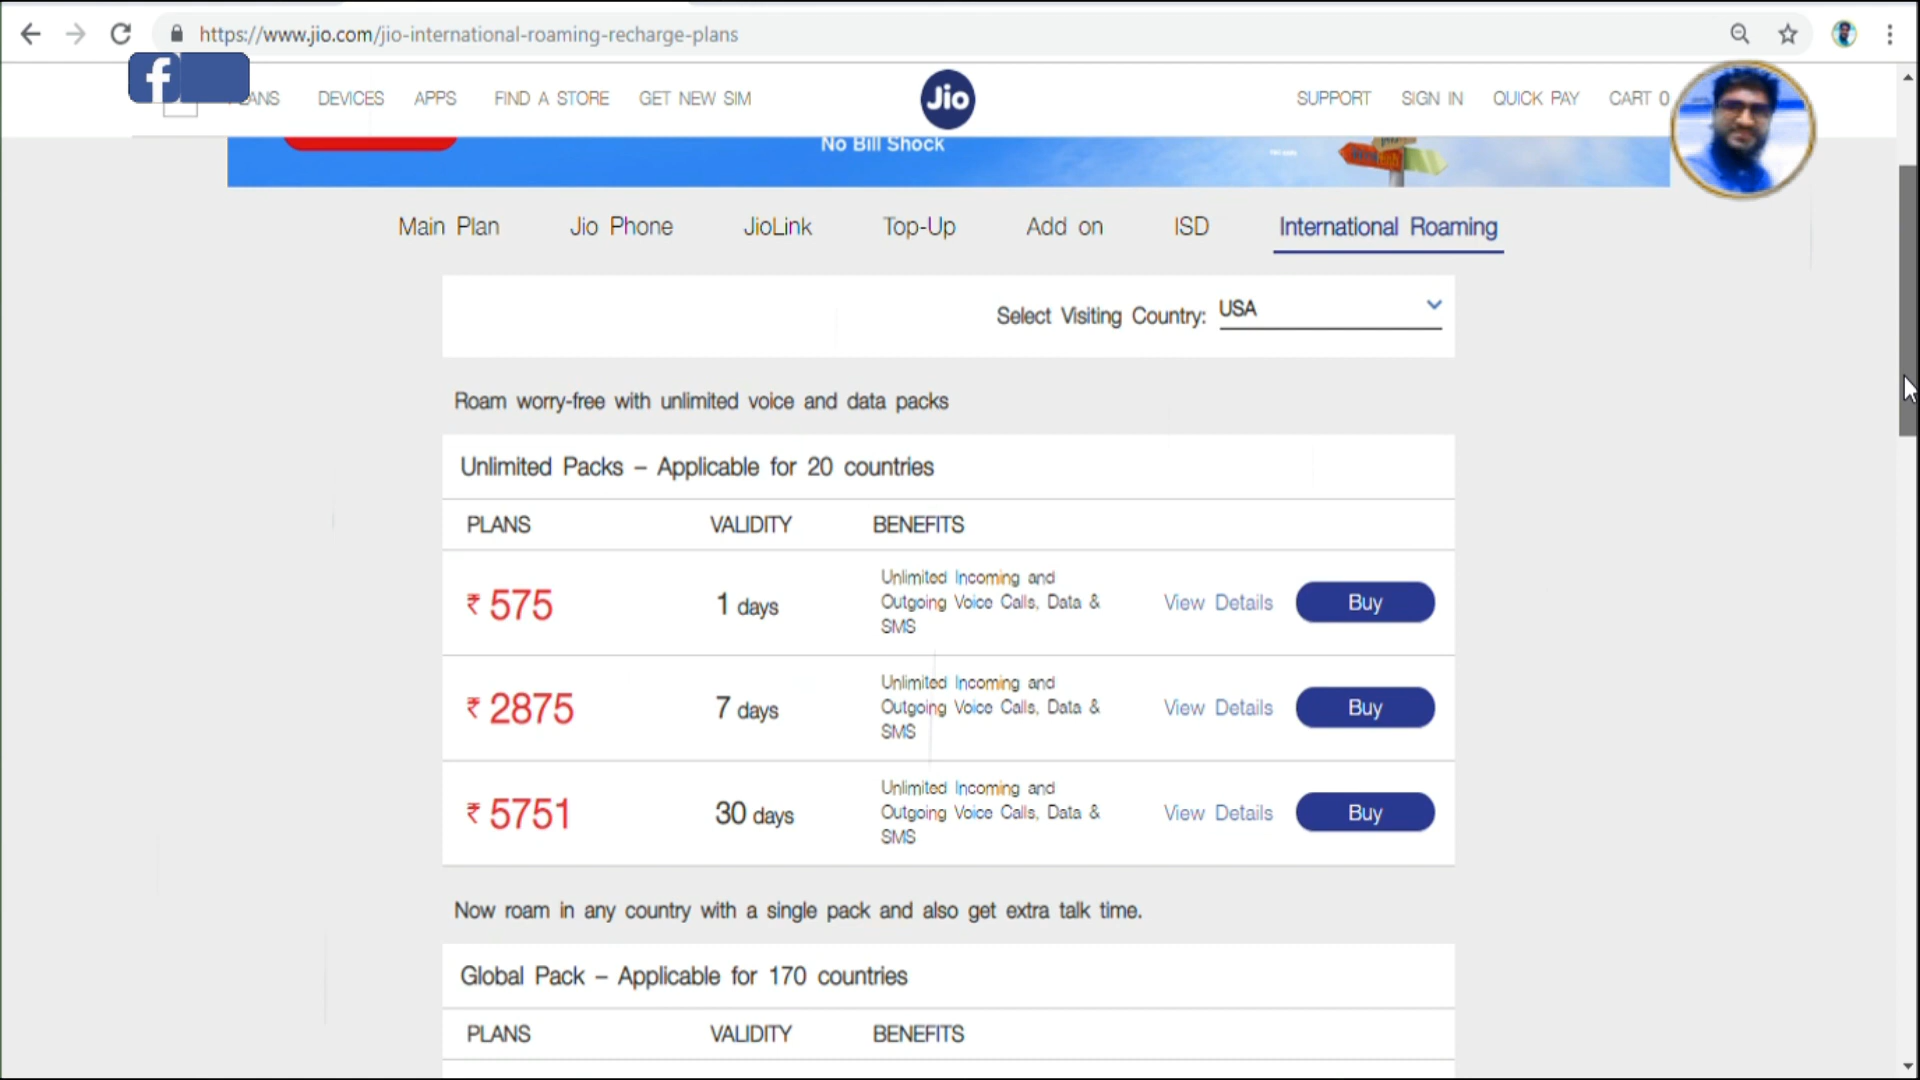 https://www.jio.com/jio-international-roaming-recharge-plans
f
ANS DEVICES APPS FIND A STORE GET NEW SIM Jio SUPPORT SIGN IN QUICK PAY CART 0
No Bill Shock
Main Plan Jio Phone JioLink Top-Up Add on ISD International Roaming
Select Visiting Country: USA
Roam worry-free with unlimited voice and data packs
Unlimited Packs – Applicable for 20 countries
PLANS VALIDITY BENEFITS
₹ 575 1 days Unlimited Incoming and
Outgoing Voice Calls, Data & View Details Buy
SMS
₹ 2875 7 days Unlimited Incoming and
Outgoing Voice Calls, Data & View Details Buy
SMS
₹ 5751 30 days Unlimited Incoming and
Outgoing Voice Calls, Data & View Details Buy
SMS
Now roam in any country with a single pack and also get extra talk time.
Global Pack – Applicable for 170 countries
PLANS VALIDITY BENEFITS